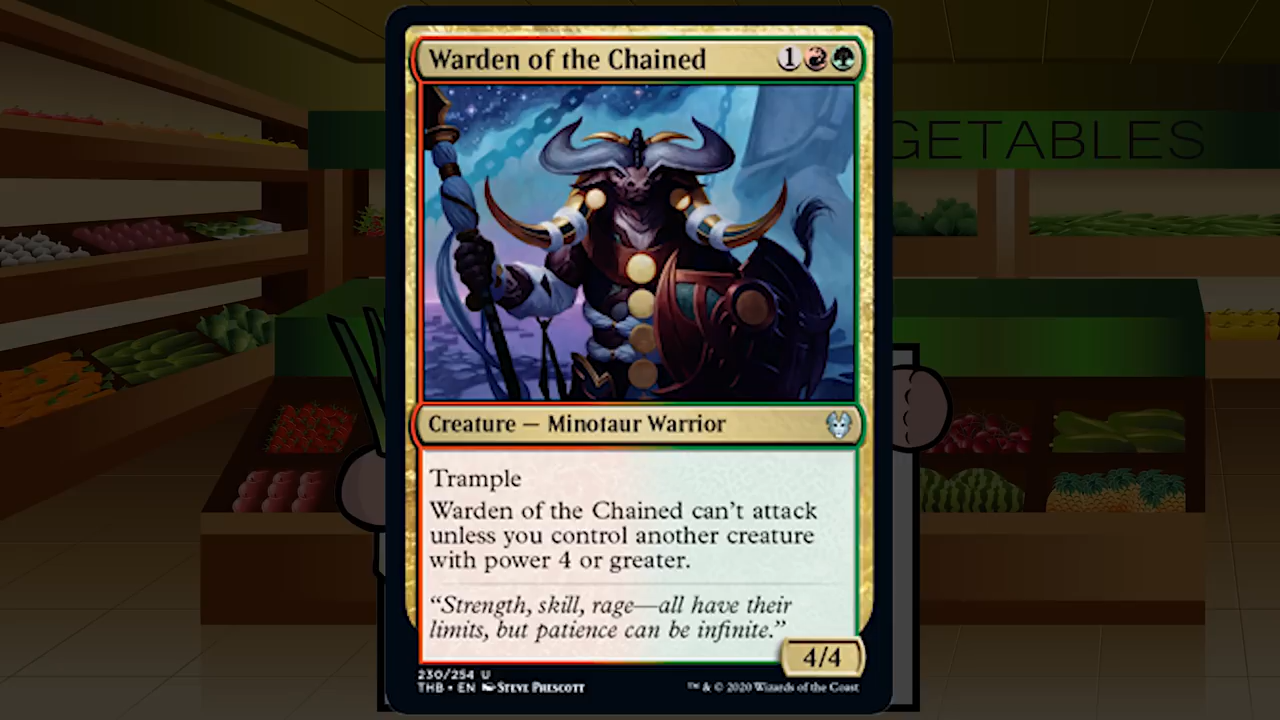 Warden of the Chained 1
GETABLES
Creature — Minotaur Warrior
Trample
Warden of the Chained can't attack
unless you control another creature
with power 4 or greater.
“Strength, skill, rage—all have their
limits, but patience can be infinite.”
4/4
230/254 U
THB • EN Steve Prescott
™ & © 2020 Wizards of the Coast